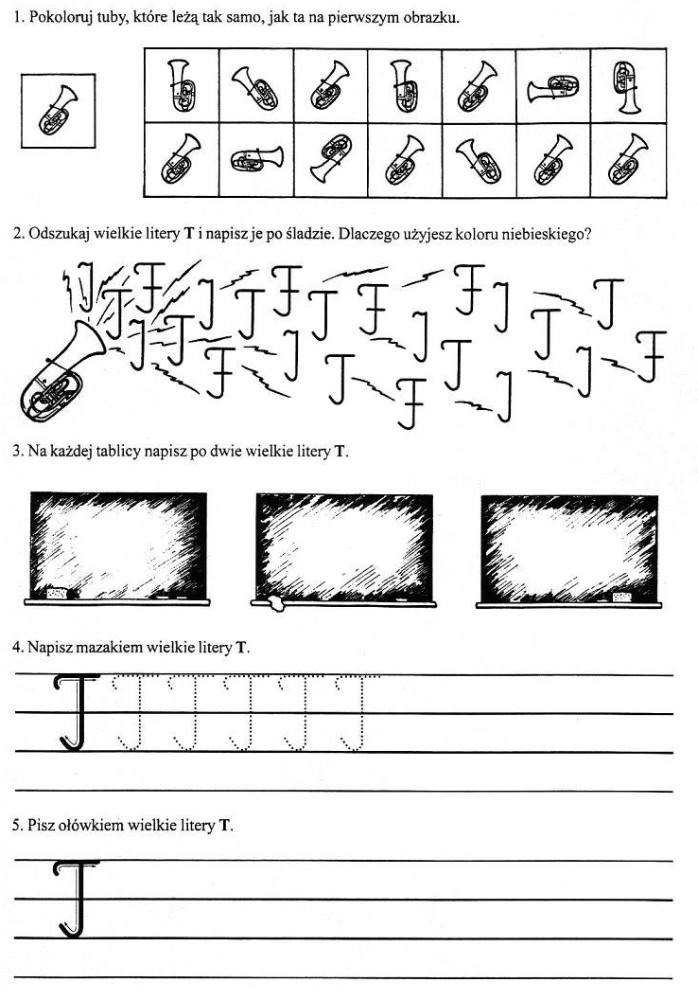 1. Pokoloruj tuby, które leżą tak samo, jak ta na pierwszym obrazku.
2. Odszukaj wielkie litery T i napisz je po śladzie. Dlaczego użyjesz koloru niebieskiego?
3. Na każdej tablicy napisz po dwie wielkie litery T.
4. Napisz mazakiem wielkie litery T.
T T T T T T
5. Pisz ołówkiem wielkie litery T.
T